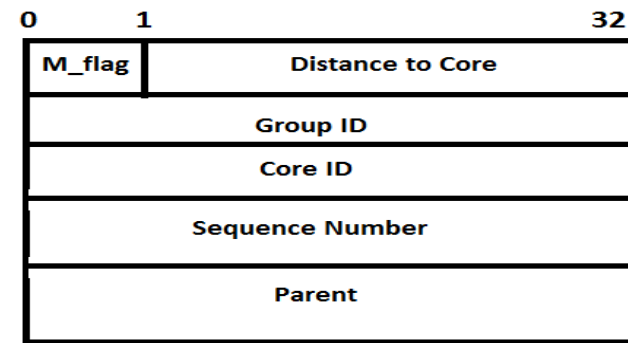 0 1 32
M_flag Distance to Core
Group ID
Core ID
Sequence Number
Parent